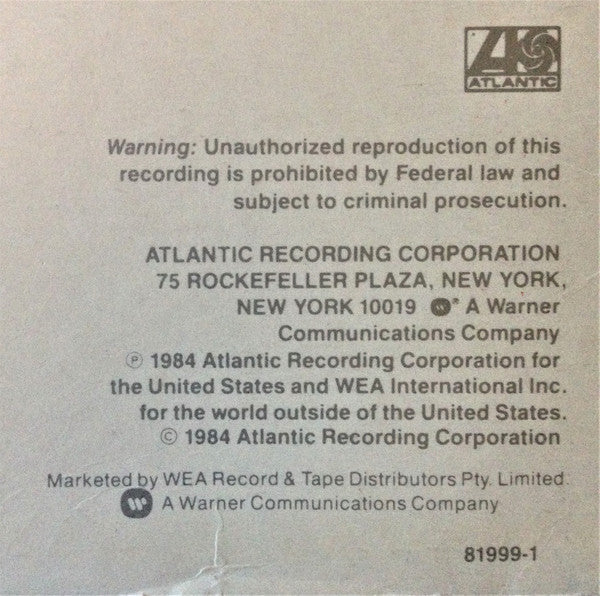 ATLANTIC
Warning: Unauthorized reproduction of this
recording is prohibited by Federal law and
subject to criminal prosecution.
ATLANTIC RECORDING CORPORATION
75 ROCKEFELLER PLAZA, NEW YORK,
NEW YORK 10019 ® A Warner
Communications Company
℗ 1984 Atlantic Recording Corporation for
the United States and WEA International Inc.
for the world outside of the United States.
© 1984 Atlantic Recording Corporation
Marketed by WEA Record & Tape Distributors Pty. Limited.
A Warner Communications Company
81999-1